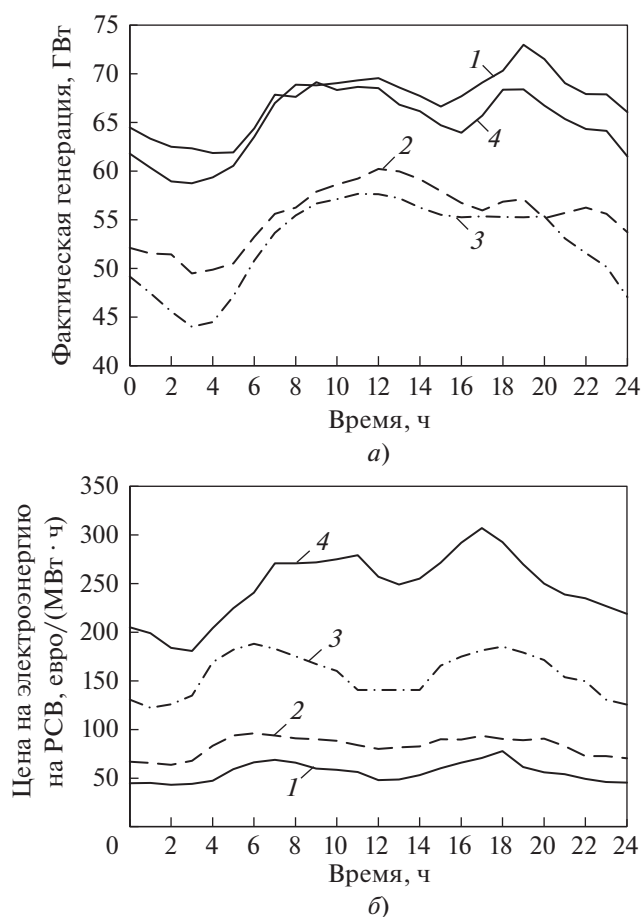 Фактическая генерация, ГВт
75
70
65
60
55
50
45
40
1
4
2
3
0 2 4 6 8 10 12 14 16 18 20 22 24
Время, ч
а)
Цена на электроэнергию
на РСВ, евро/(МВт · ч)
350
300
250
200
150
100
50
4
3
2
1
0 2 4 6 8 10 12 14 16 18 20 22 24
Время, ч
б)